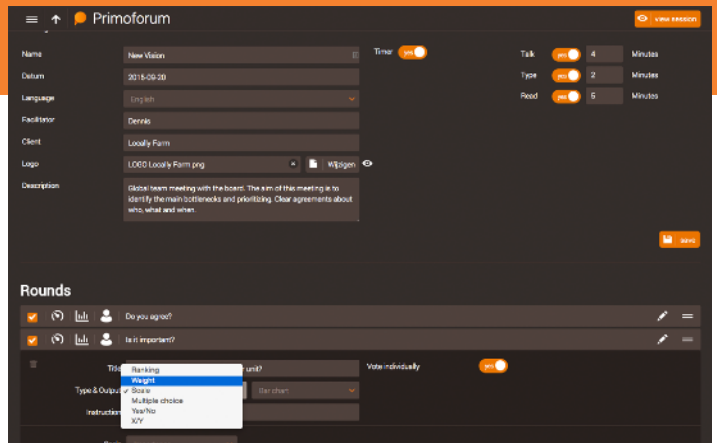 Primoforum
view session
Name
New Vision
Timer
yes
Talk
yes
4
Minutes
Datum
2015-09-20
Type
yes
2
Minutes
Language
English
Read
yes
5
Minutes
Facilitator
Dennis
Client
Locally Farm
Logo
LOGO Locally Farm png
Wijzigen
Description
Global team meeting with the board. The aim of this meeting is to
identify the main bottlenecks and prioritizing. Clear agreements about
who, what and when.
save
Rounds
Do you agree?
Is it important?
Title
unit?
Vote individually
yes
Type & Output
Bar chart
Instruction
Ranking
Weight
Scale
Multiple choice
Yes/No
X/Y